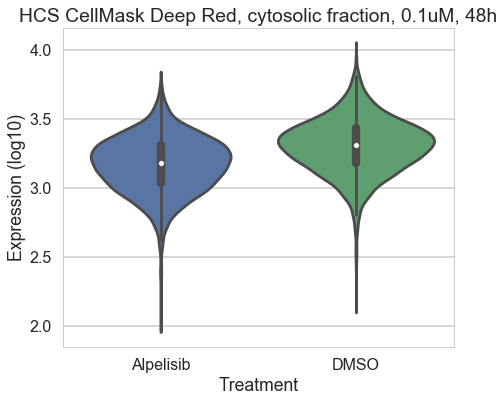 HCS CellMask Deep Red, cytosolic fraction, 0.1uM, 48h
4.0
3.5
3.0
2.5
2.0
Expression (log10)
Alpelisib
DMSO
Treatment